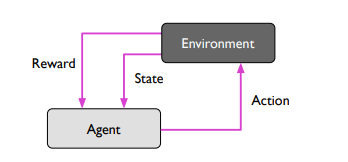 Environment
Reward
State
Action
Agent